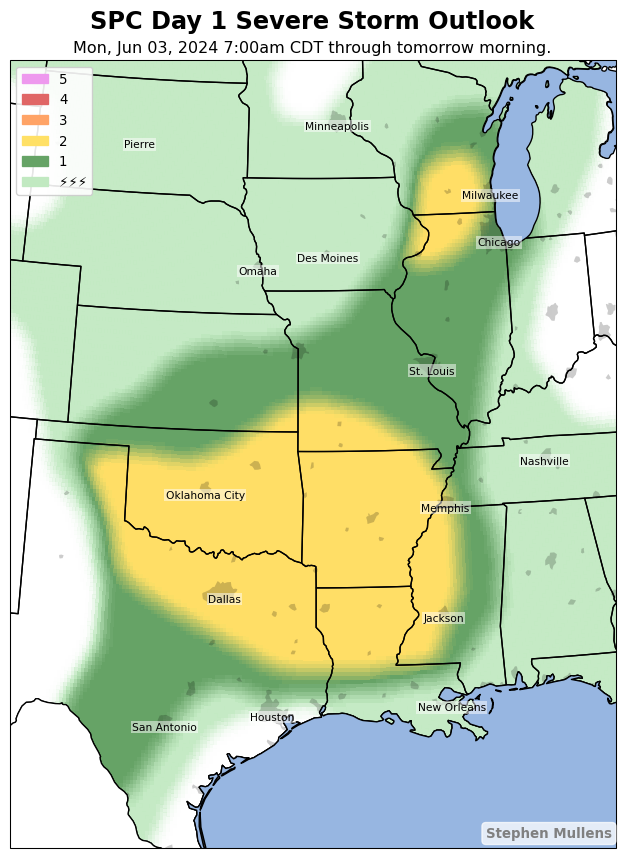 SPC Day 1 Severe Storm Outlook
Mon, Jun 03, 2024 7:00am CDT through tomorrow morning.
5
4
3
2
1
⚡⚡⚡
Minneapolis
Pierre
Milwaukee
Chicago
Des Moines
Omaha
St. Louis
Nashville
Oklahoma City
Memphis
Dallas
Jackson
New Orleans
Houston
San Antonio
Stephen Mullens